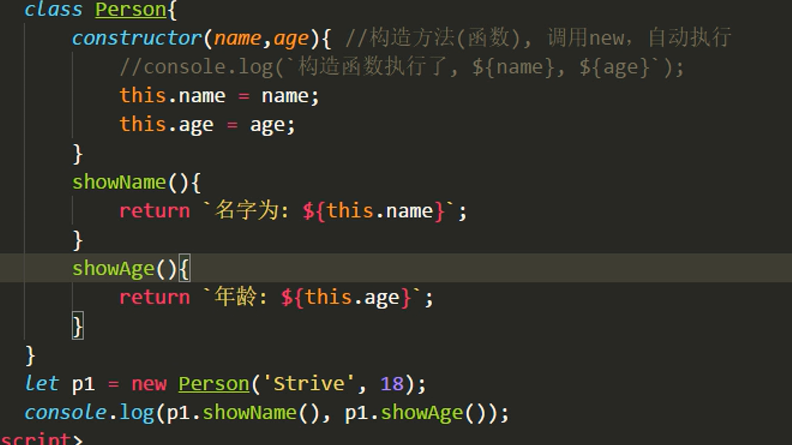 class Person{
constructor(name,age){ //构造方法(函数), 调用new，自动执行
//console.log(`构造函数执行了, ${name}, ${age}`);
this.name = name;
this.age = age;
}
showName(){
return `名字为: ${this.name}`;
}
showAge(){
return `年龄: ${this.age}`;
}
}
let p1 = new Person('Strive', 18);
console.log(p1.showName(), p1.showAge());
script>